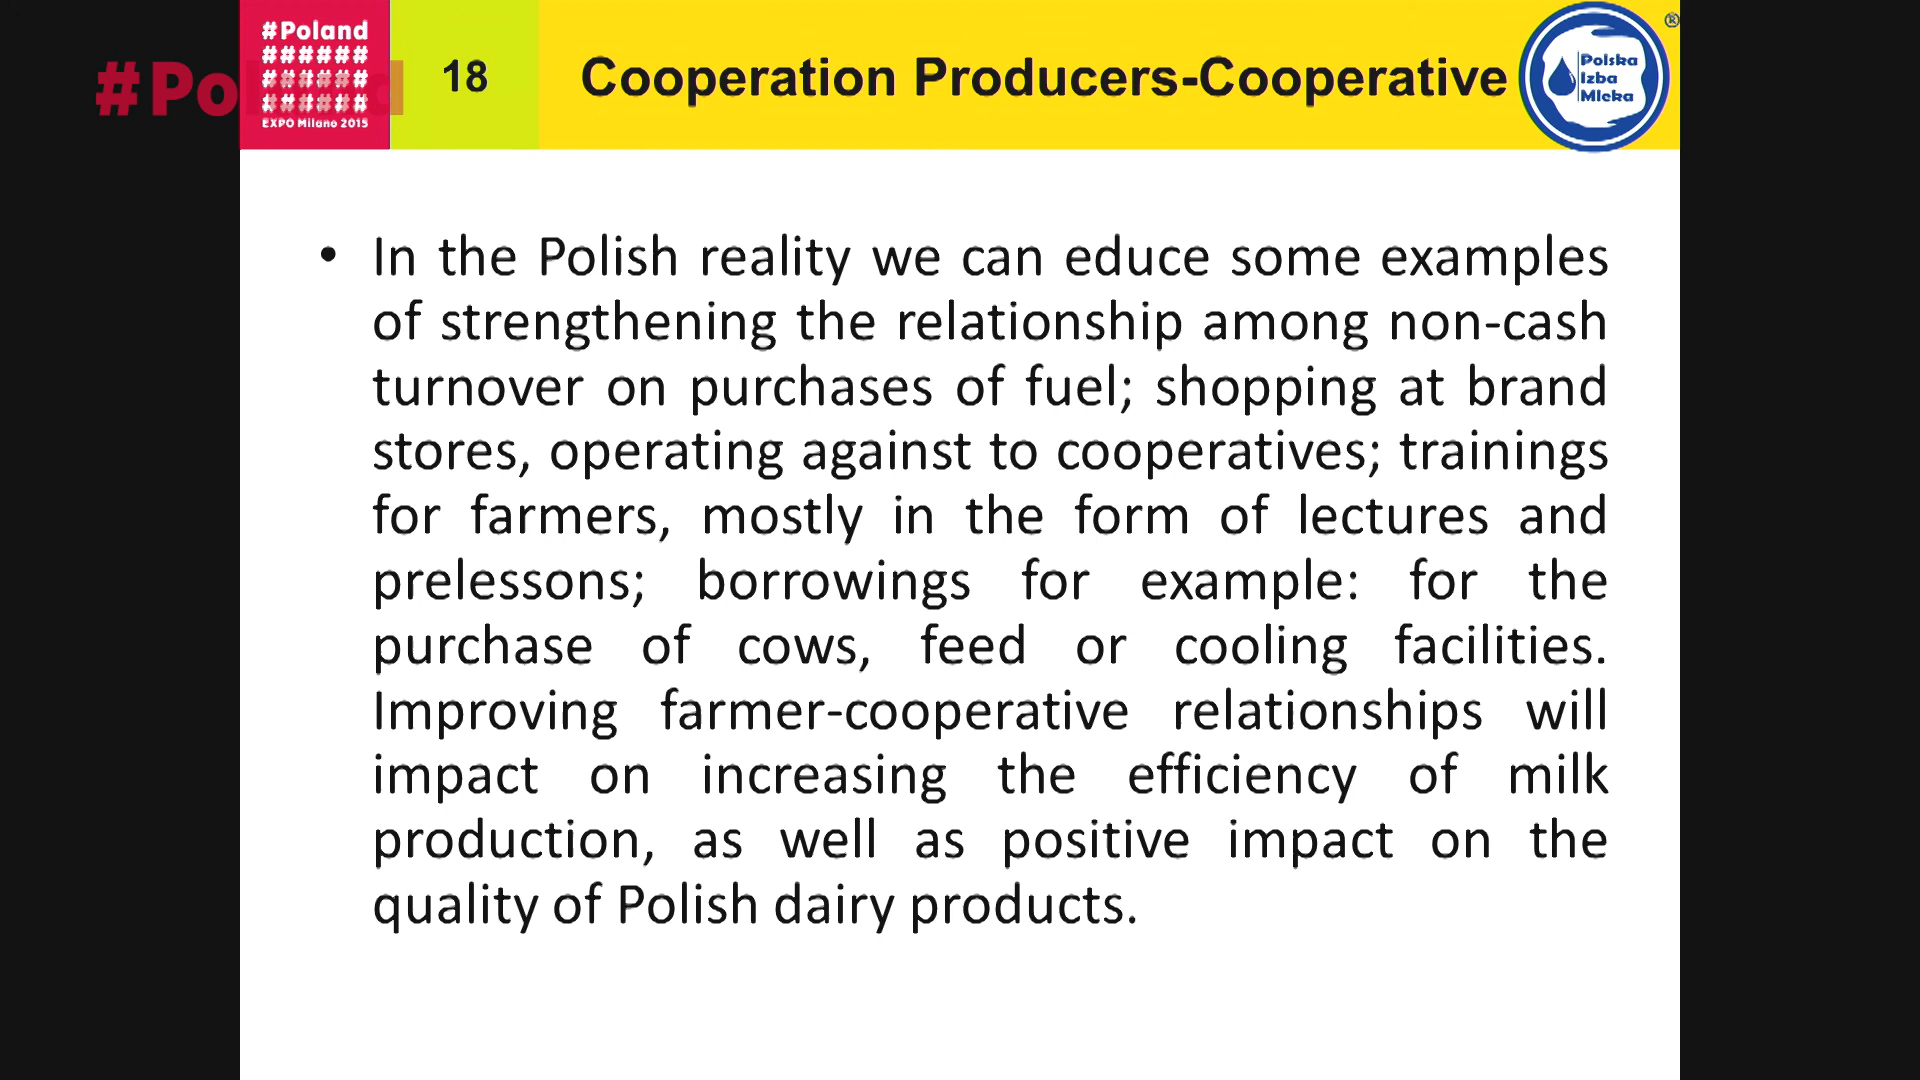 #Poland
######
######
######
EXPO Milano 2015
#Po
18
Cooperation Producers-Cooperative
®
Polska
Izba
Mleka
• In the Polish reality we can educe some examples
of strengthening the relationship among non-cash
turnover on purchases of fuel; shopping at brand
stores, operating against to cooperatives; trainings
for farmers, mostly in the form of lectures and
prelessons; borrowings for example: for the
purchase of cows, feed or cooling facilities.
Improving farmer-cooperative relationships will
impact on increasing the efficiency of milk
production, as well as positive impact on the
quality of Polish dairy products.